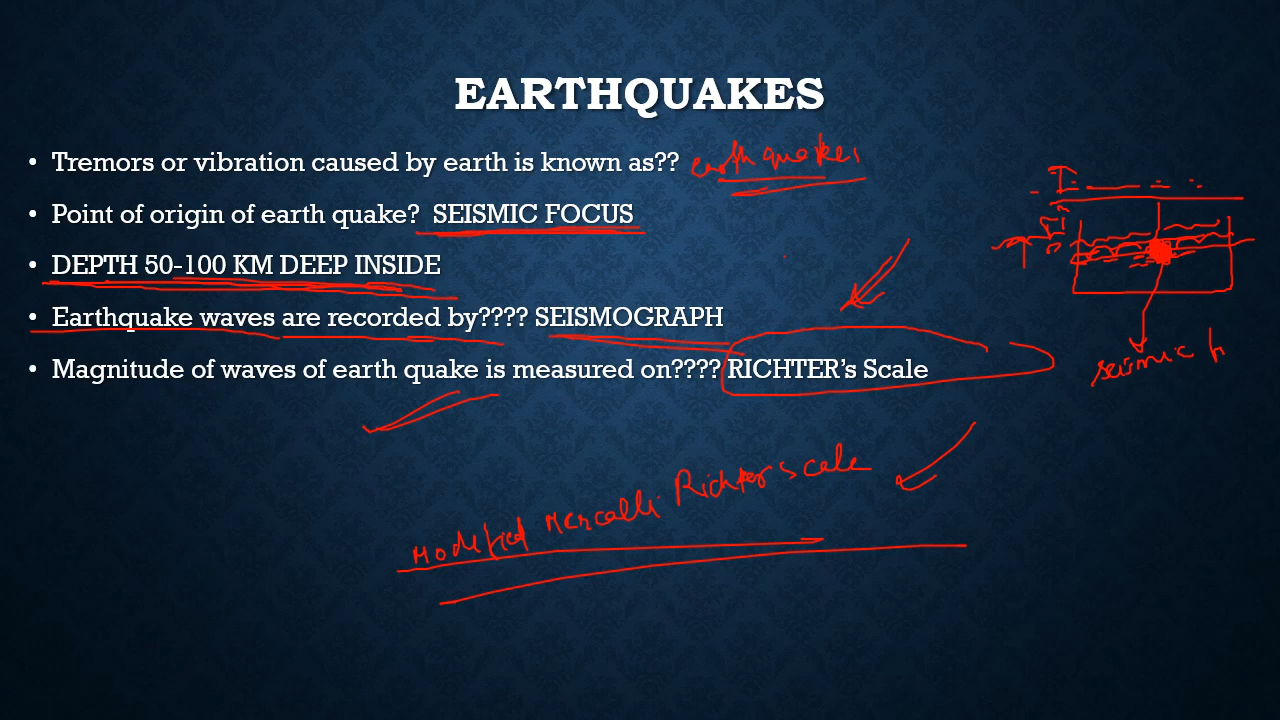 EARTHQUAKES
• Tremors or vibration caused by earth is known as?? earthquakes
• Point of origin of earth quake? SEISMIC FOCUS
• DEPTH 50-100 KM DEEP INSIDE
• Earthquake waves are recorded by???? SEISMOGRAPH
• Magnitude of waves of earth quake is measured on???? RICHTER's Scale
seismic
Modified Mercalli Richter scale